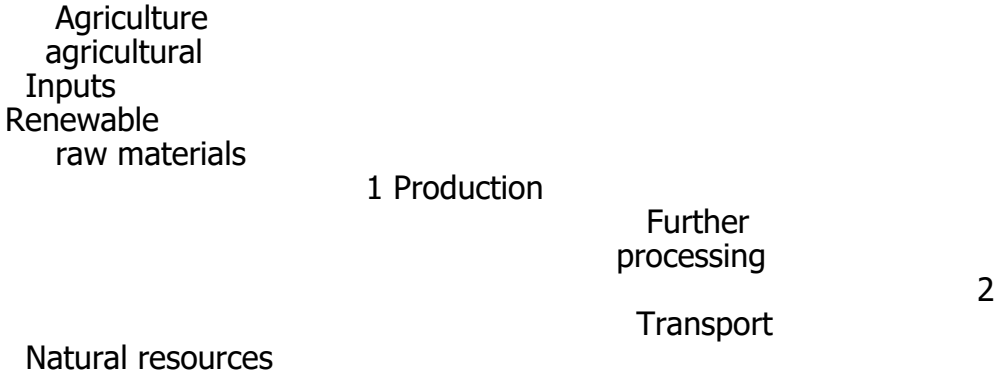 Agriculture
agricultural
Inputs
Renewable
raw materials
1 Production
Further
processing
2
Transport
Natural resources